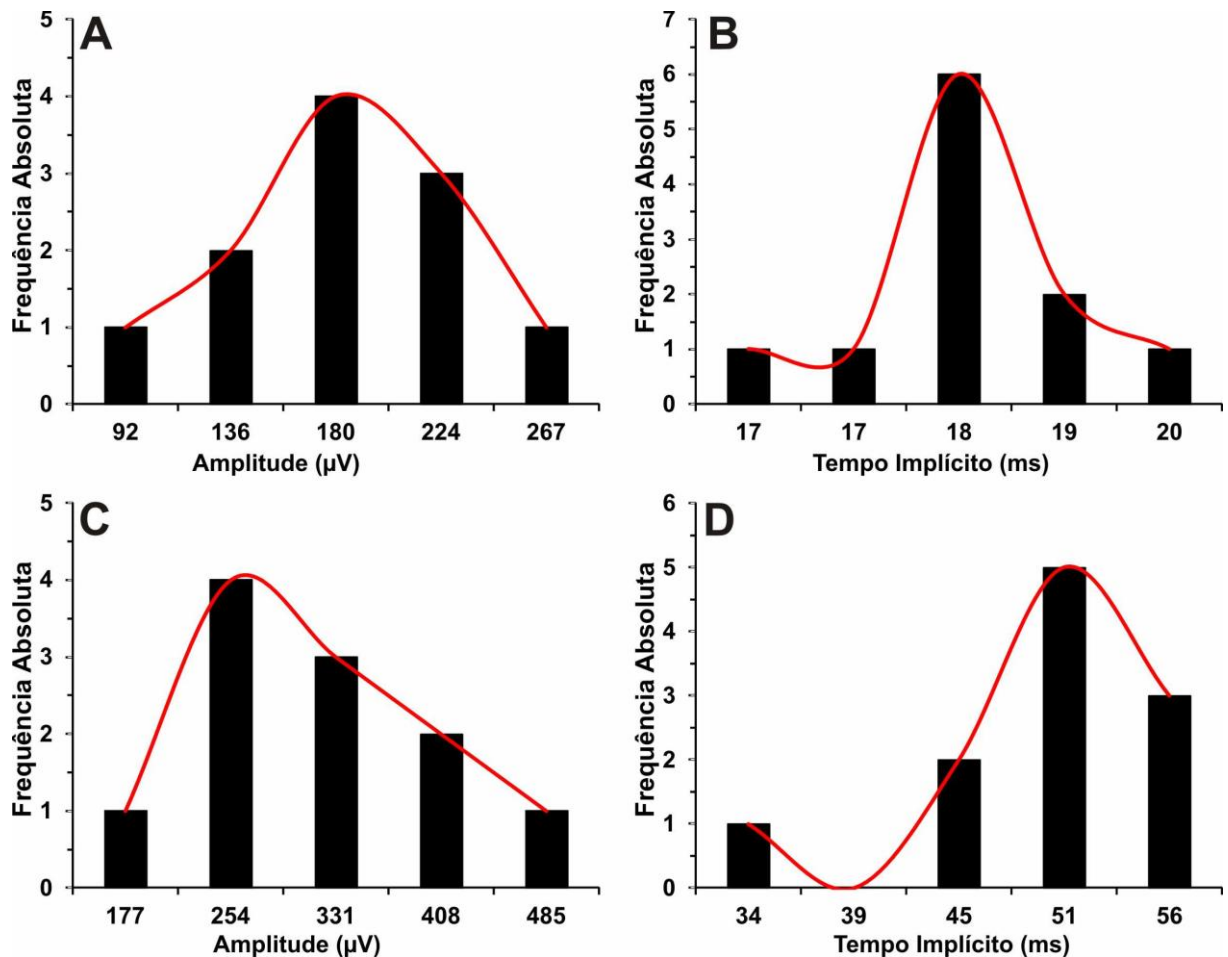 A
Frequência Absoluta
5
4
3
2
1
0
92 136 180 224 267
Amplitude (µV)
B
Frequência Absoluta
7
6
5
4
3
2
1
0
17 17 18 19 20
Tempo Implícito (ms)
C
Frequência Absoluta
5
4
3
2
1
0
177 254 331 408 485
Amplitude (µV)
D
Frequência Absoluta
6
5
4
3
2
1
0
34 39 45 51 56
Tempo Implícito (ms)